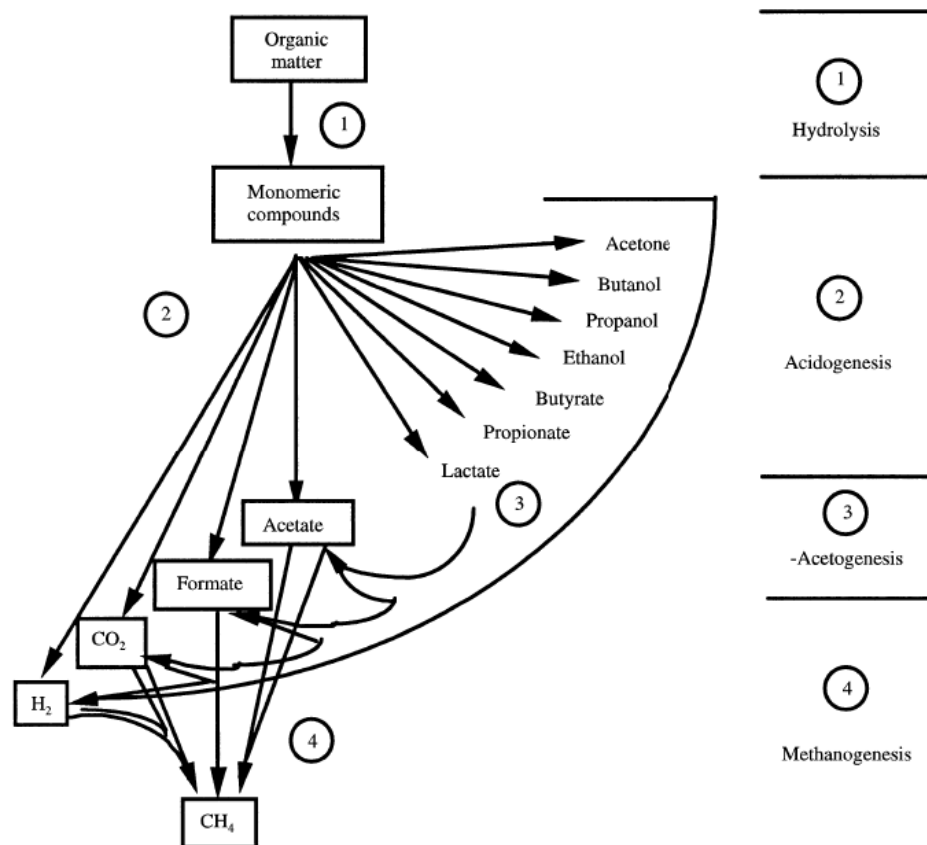 Organic
matter
1
1
Hydrolysis
Monomeric
compounds
Acetone
Butanol
2
2
Propanol
Ethanol
Acidogenesis
Butyrate
Propionate
Lactate
3
3
Acetate
-Acetogenesis
Formate
CO₂
H₂
4
4
Methanogenesis
CH₄